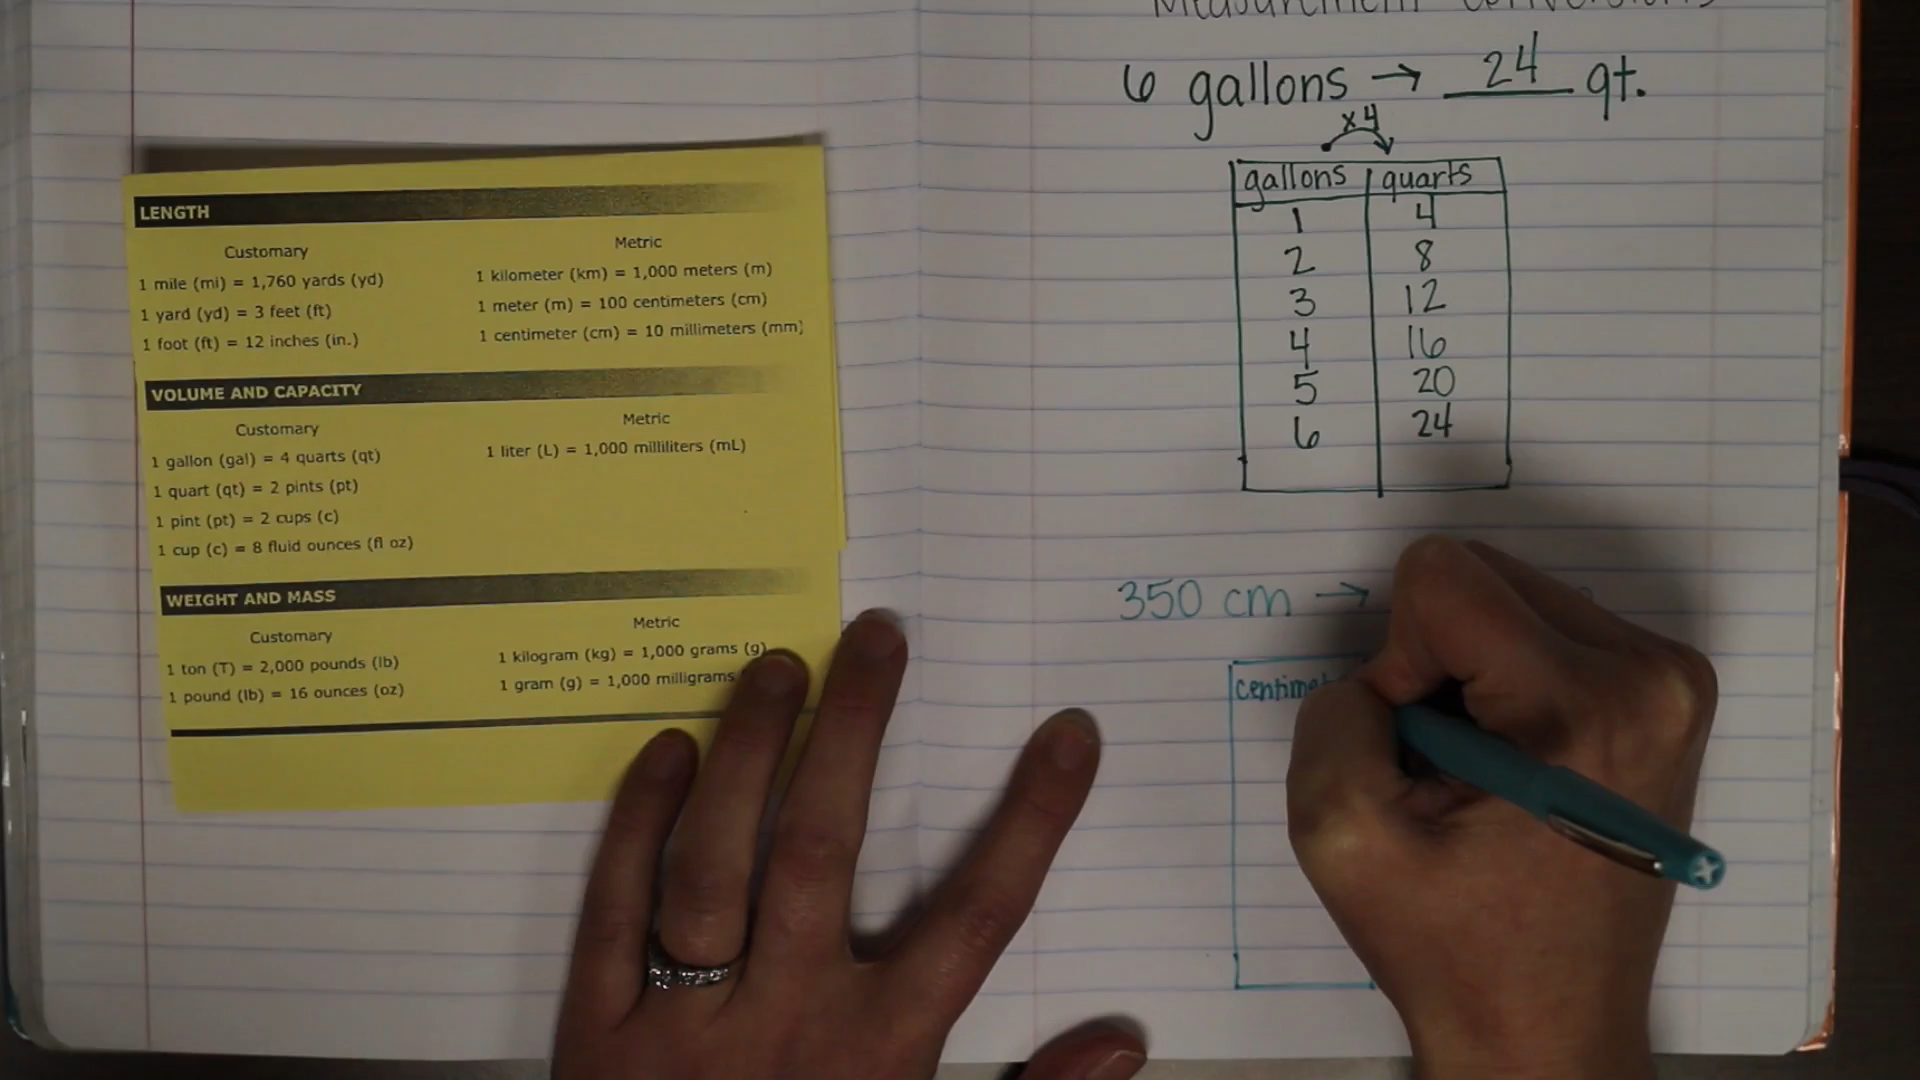 LENGTH
Customary
1 mile (mi) = 1,760 yards (yd)
1 yard (yd) = 3 feet (ft)
1 foot (ft) = 12 inches (in.)
Metric
1 kilometer (km) = 1,000 meters (m)
1 meter (m) = 100 centimeters (cm)
1 centimeter (cm) = 10 millimeters (mm)
VOLUME AND CAPACITY
Customary
1 gallon (gal) = 4 quarts (qt)
1 quart (qt) = 2 pints (pt)
1 pint (pt) = 2 cups (c)
1 cup (c) = 8 fluid ounces (fl oz)
Metric
1 liter (L) = 1,000 milliliters (mL)
WEIGHT AND MASS
Customary
1 ton (T) = 2,000 pounds (lb)
1 pound (lb) = 16 ounces (oz)
Metric
1 kilogram (kg) = 1,000 grams (g)
1 gram (g) = 1,000 milligrams
Measurement Conversions
6 gallons → 24 qt.
x4
gallons quarts
1 4
2 8
3 12
4 16
5 20
6 24
350 cm →
centimet